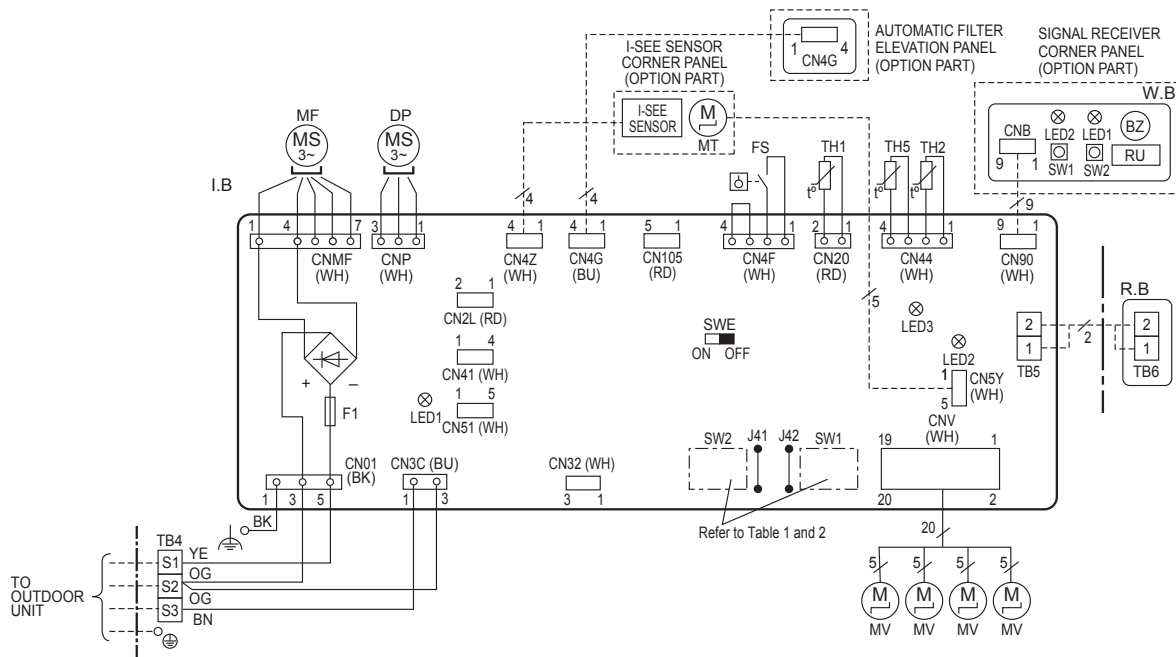 AUTOMATIC FILTER
ELEVATION PANEL
(OPTION PART)
1 4
CN4G
SIGNAL RECEIVER
CORNER PANEL
(OPTION PART)
W.B
I-SEE SENSOR
CORNER PANEL
(OPTION PART)
I-SEE
SENSOR
M
MT
CNB
9 1
LED2 LED1
SW1 SW2
BZ
RU
MF
MS
3~
DP
MS
3~
FS
TH1
t°
TH5 TH2
t° t°
I.B
4 4 9
1 4 7
CNMF
(WH)
3 1
CNP
(WH)
4 1
CN4Z
(WH)
4 1
CN4G
(BU)
5 1
CN105
(RD)
4 1
CN4F
(WH)
2 1
CN20
(RD)
4 1
CN44
(WH)
9 1
CN90
(WH)
5
R.B
2 1
CN2L (RD)
SWE
ON OFF
LED3
2
1
TB5
2
2
1
TB6
1 4
CN41 (WH)
LED2
1
5
CN5Y
(WH)
+ −
F1
LED1
1 5
CN51 (WH)
CNV
(WH)
19 1
20 2
SW2 J41 J42 SW1
CN01
(BK)
1 3 5
CN3C (BU)
1 3
CN32 (WH)
3 1
Refer to Table 1 and 2
BK
TB4
S1 YE
OG
S2
OG
S3
BN
TO
OUTDOOR
UNIT
20
5 5 5 5
M M M M
MV MV MV MV